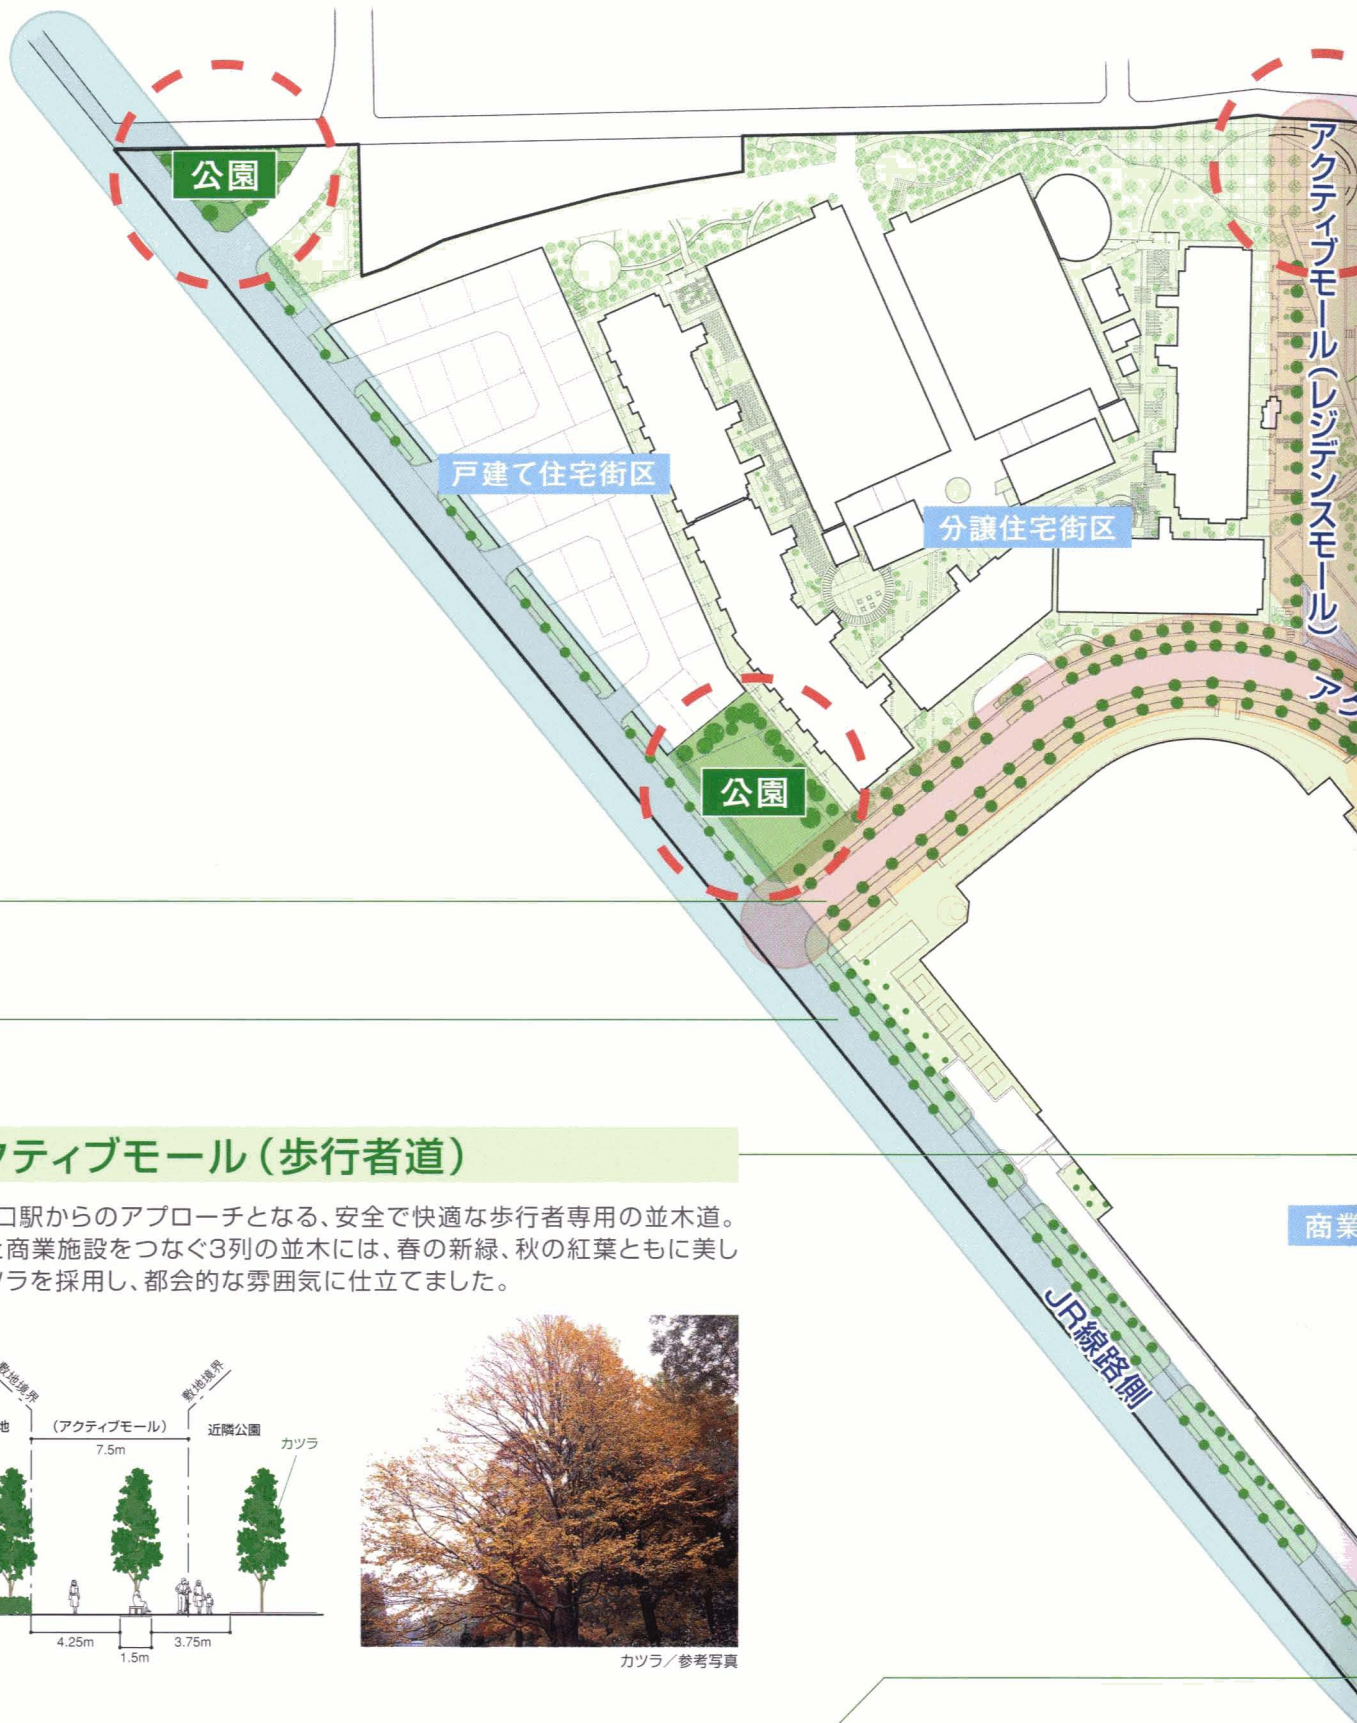 公園
アクティブモール（レジデンスモール）
戸建て住宅街区
分譲住宅街区
公園
クティブモール（歩行者道）
口駅からのアプローチとなる、安全で快適な歩行者専用の並木道。
と商業施設をつなぐ3列の並木には、春の新緑、秋の紅葉ともに美し
ツラを採用し、都会的な雰囲気に仕立てました。
商業
JR線路側
敷地境界
敷地境界
地
（アクティブモール）
近隣公園
7.5m
カツラ
4.25m
3.75m
1.5m
カツラ／参考写真